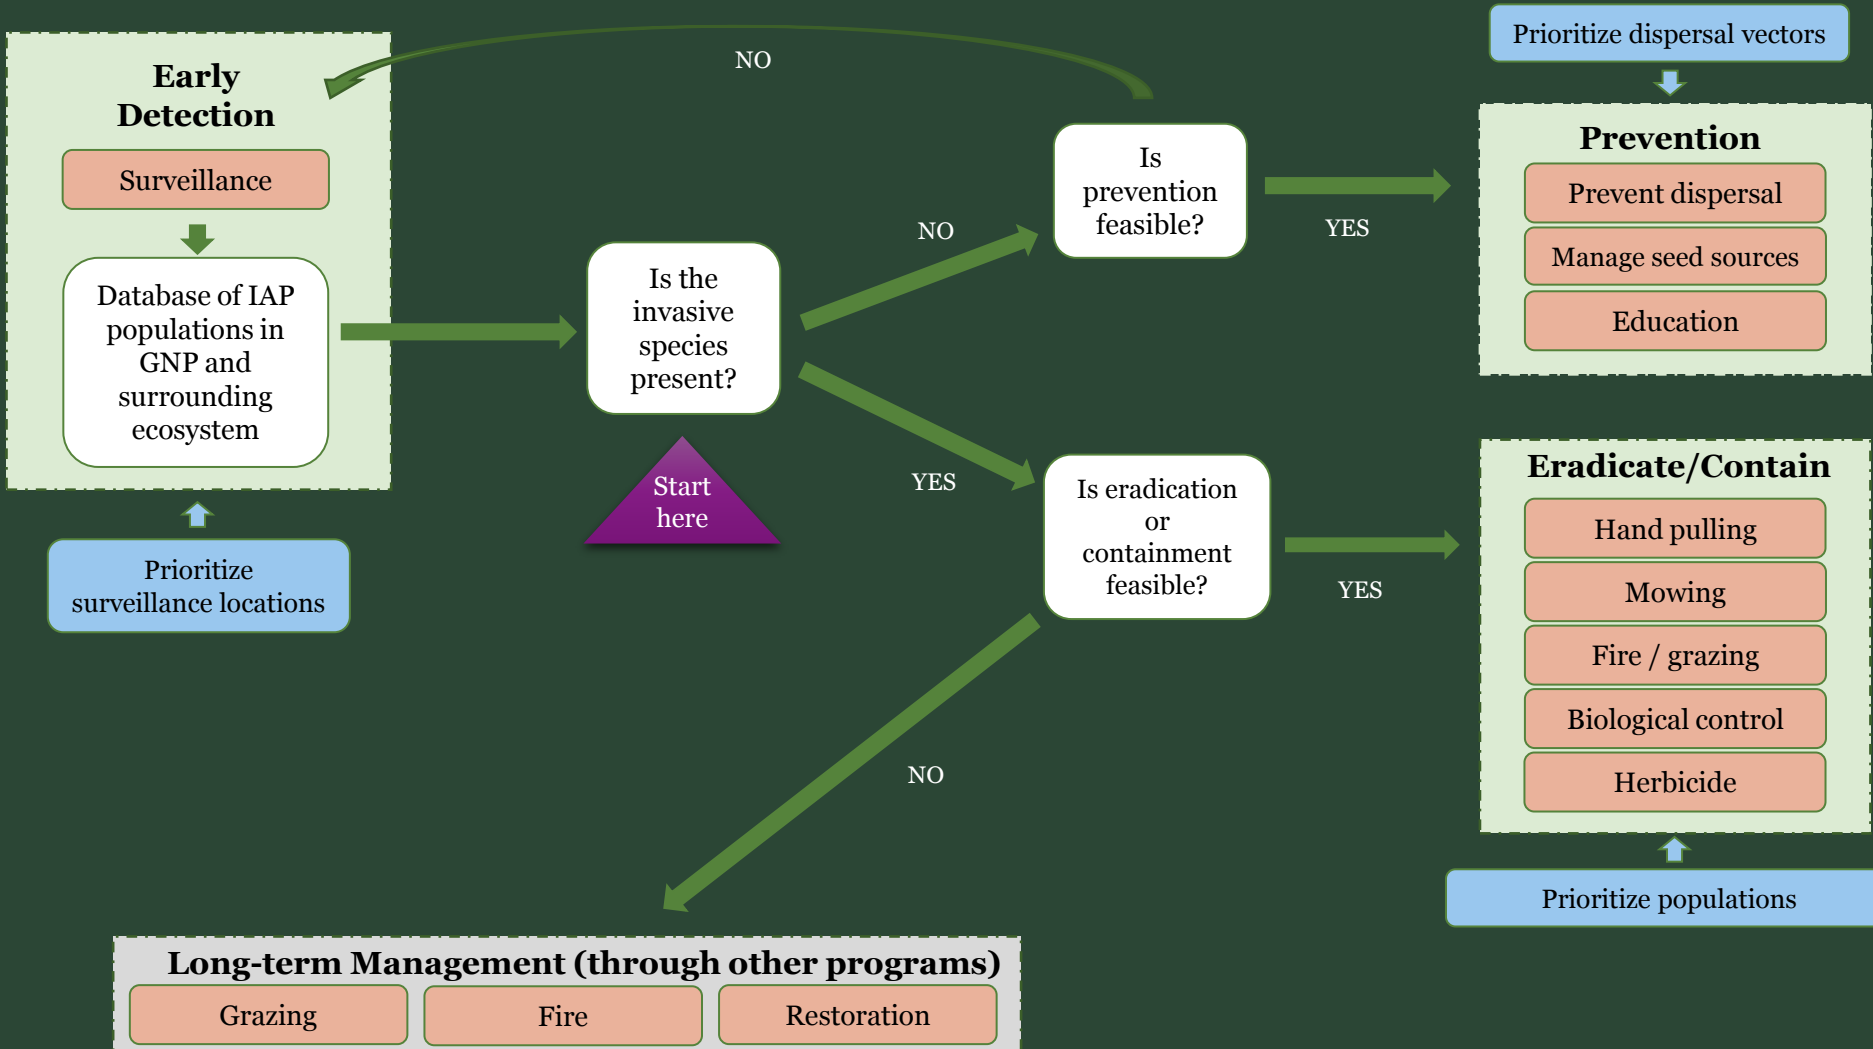 Early
Detection
Surveillance
Database of IAP
populations in
GNP and
surrounding
ecosystem
Prioritize
surveillance locations
Is the
invasive
species
present?
Start
here
NO
YES
Is
prevention
feasible?
NO
YES
Prioritize dispersal vectors
Prevention
Prevent dispersal
Manage seed sources
Education
Is eradication
or
containment
feasible?
YES
NO
Eradicate/Contain
Hand pulling
Mowing
Fire / grazing
Biological control
Herbicide
Prioritize populations
Long-term Management (through other programs)
Grazing
Fire
Restoration